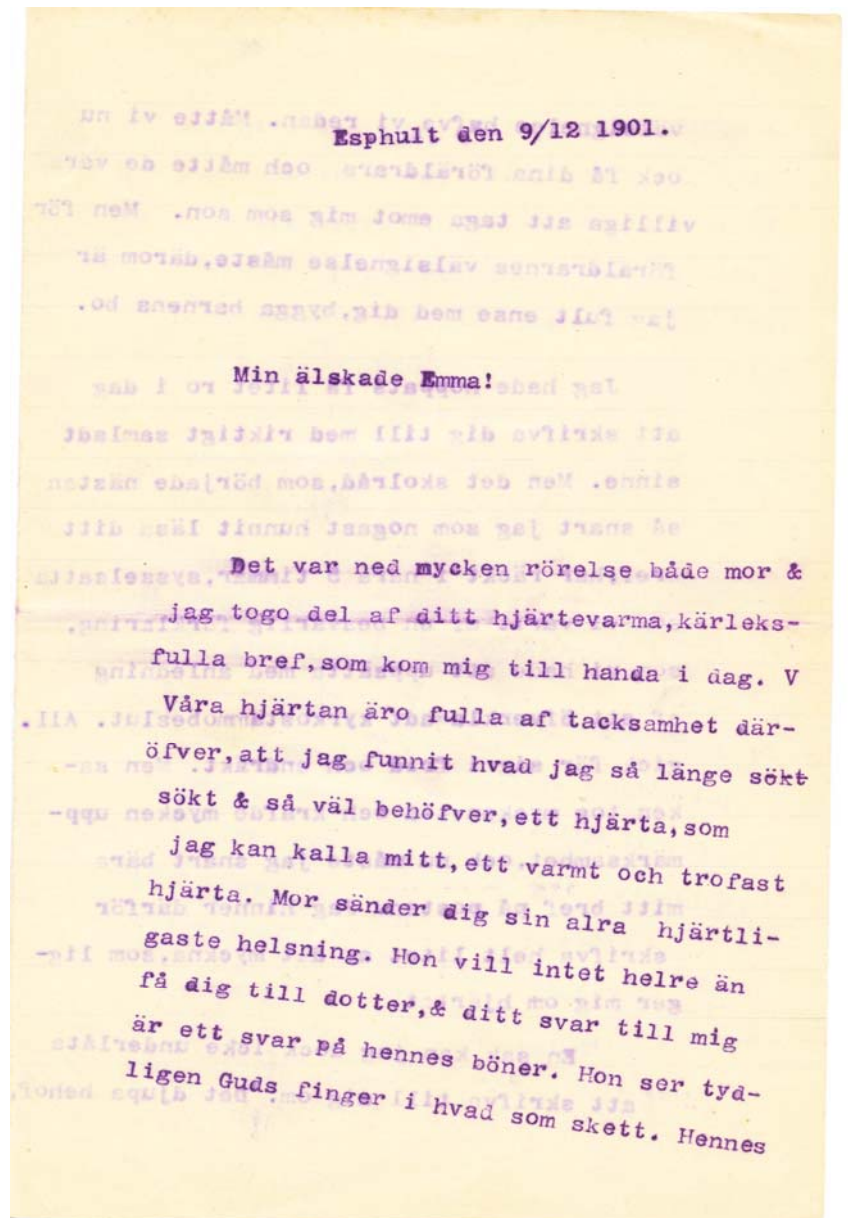 Esphult den 9/12 1901.
Min älskade Emma!
Det var ned mycken rörelse både mor &
jag togo del af ditt hjärtevarma,kärleks-
fulla bref,som kom mig till handa i dag. V
Våra hjärtan äro fulla af tacksamhet där-
öfver,att jag funnit hvad jag så länge sökt
sökt & så väl behöfver,ett hjärta,som
jag kan kalla mitt,ett varmt och trofast
hjärta. Mor sänder dig sin alra hjärtli-
gaste helsning. Hon vill intet helre än
få dig till dotter,& ditt svar till mig
är ett svar på hennes böner. Hon ser tyd-
ligen Guds finger i hvad som skett. Hennes